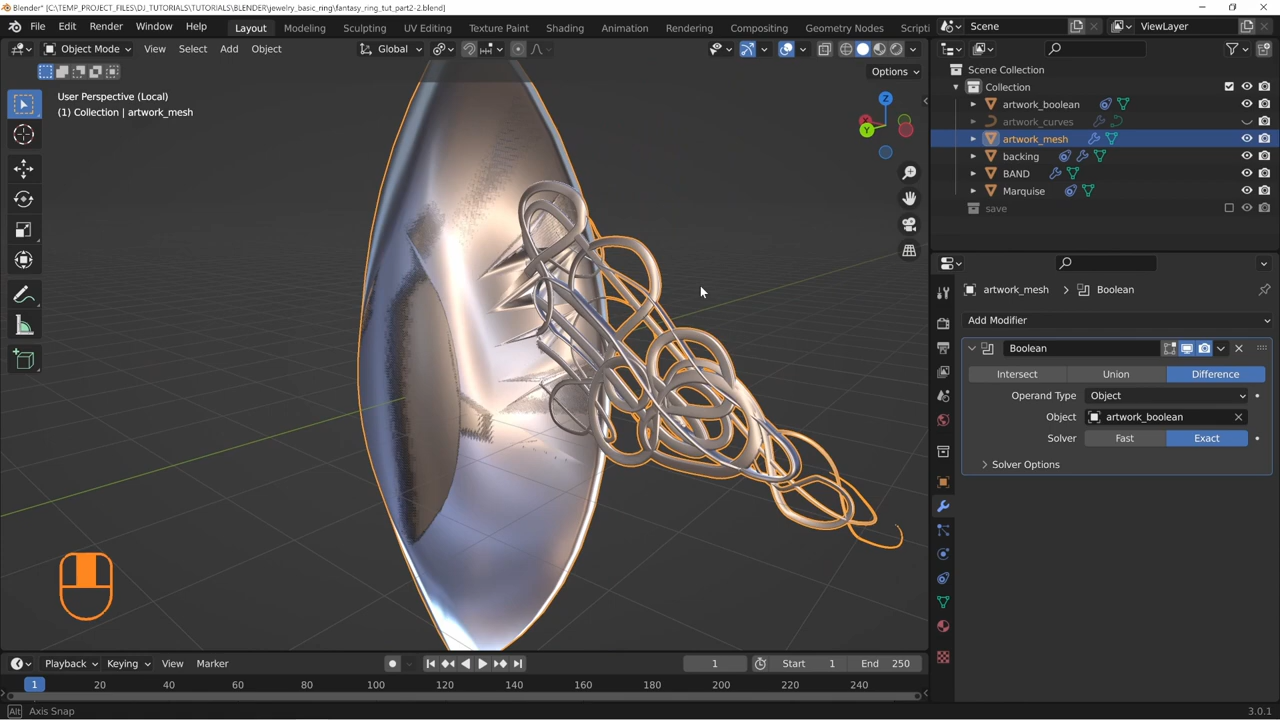 Blender* [C:\TEMP_PROJECT_FILES\DJ_TUTORIALS\TUTORIALS\BLENDER\jewelry_basic_ring\fantasy_ring_tut_part2-2.blend]
File Edit Render Window Help Layout Modeling Sculpting UV Editing Texture Paint Shading Animation Rendering Compositing Geometry Nodes Scripti Scene ViewLayer
Object Mode View Select Add Object Global
Options
User Perspective (Local)
(1) Collection | artwork_mesh
Z
Y
Scene Collection
Collection
artwork_boolean
artwork_curves
artwork_mesh
backing
BAND
Marquise
save
artwork_mesh > Boolean
Add Modifier
Boolean
Intersect Union Difference
Operand Type Object
Object artwork_boolean
Solver Fast Exact
Solver Options
Playback Keying View Marker 1 Start 1 End 250
1 20 40 60 80 100 120 140 160 180 200 220 240
Alt Axis Snap 3.0.1